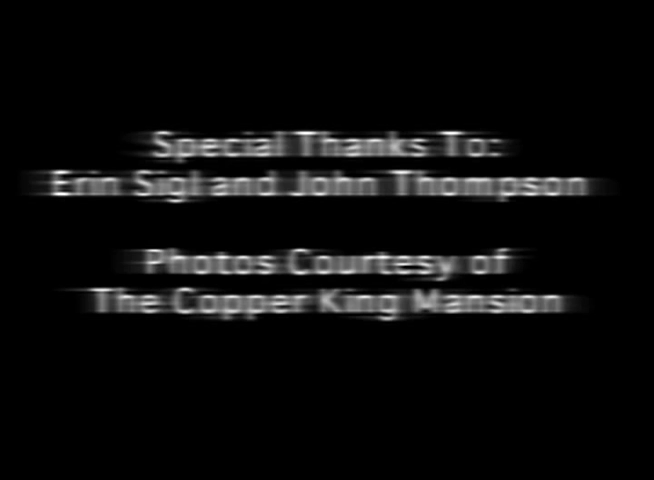 Special Thanks To:
Erin Sigl and John Thompson
Photos Courtesy of
The Copper King Mansion